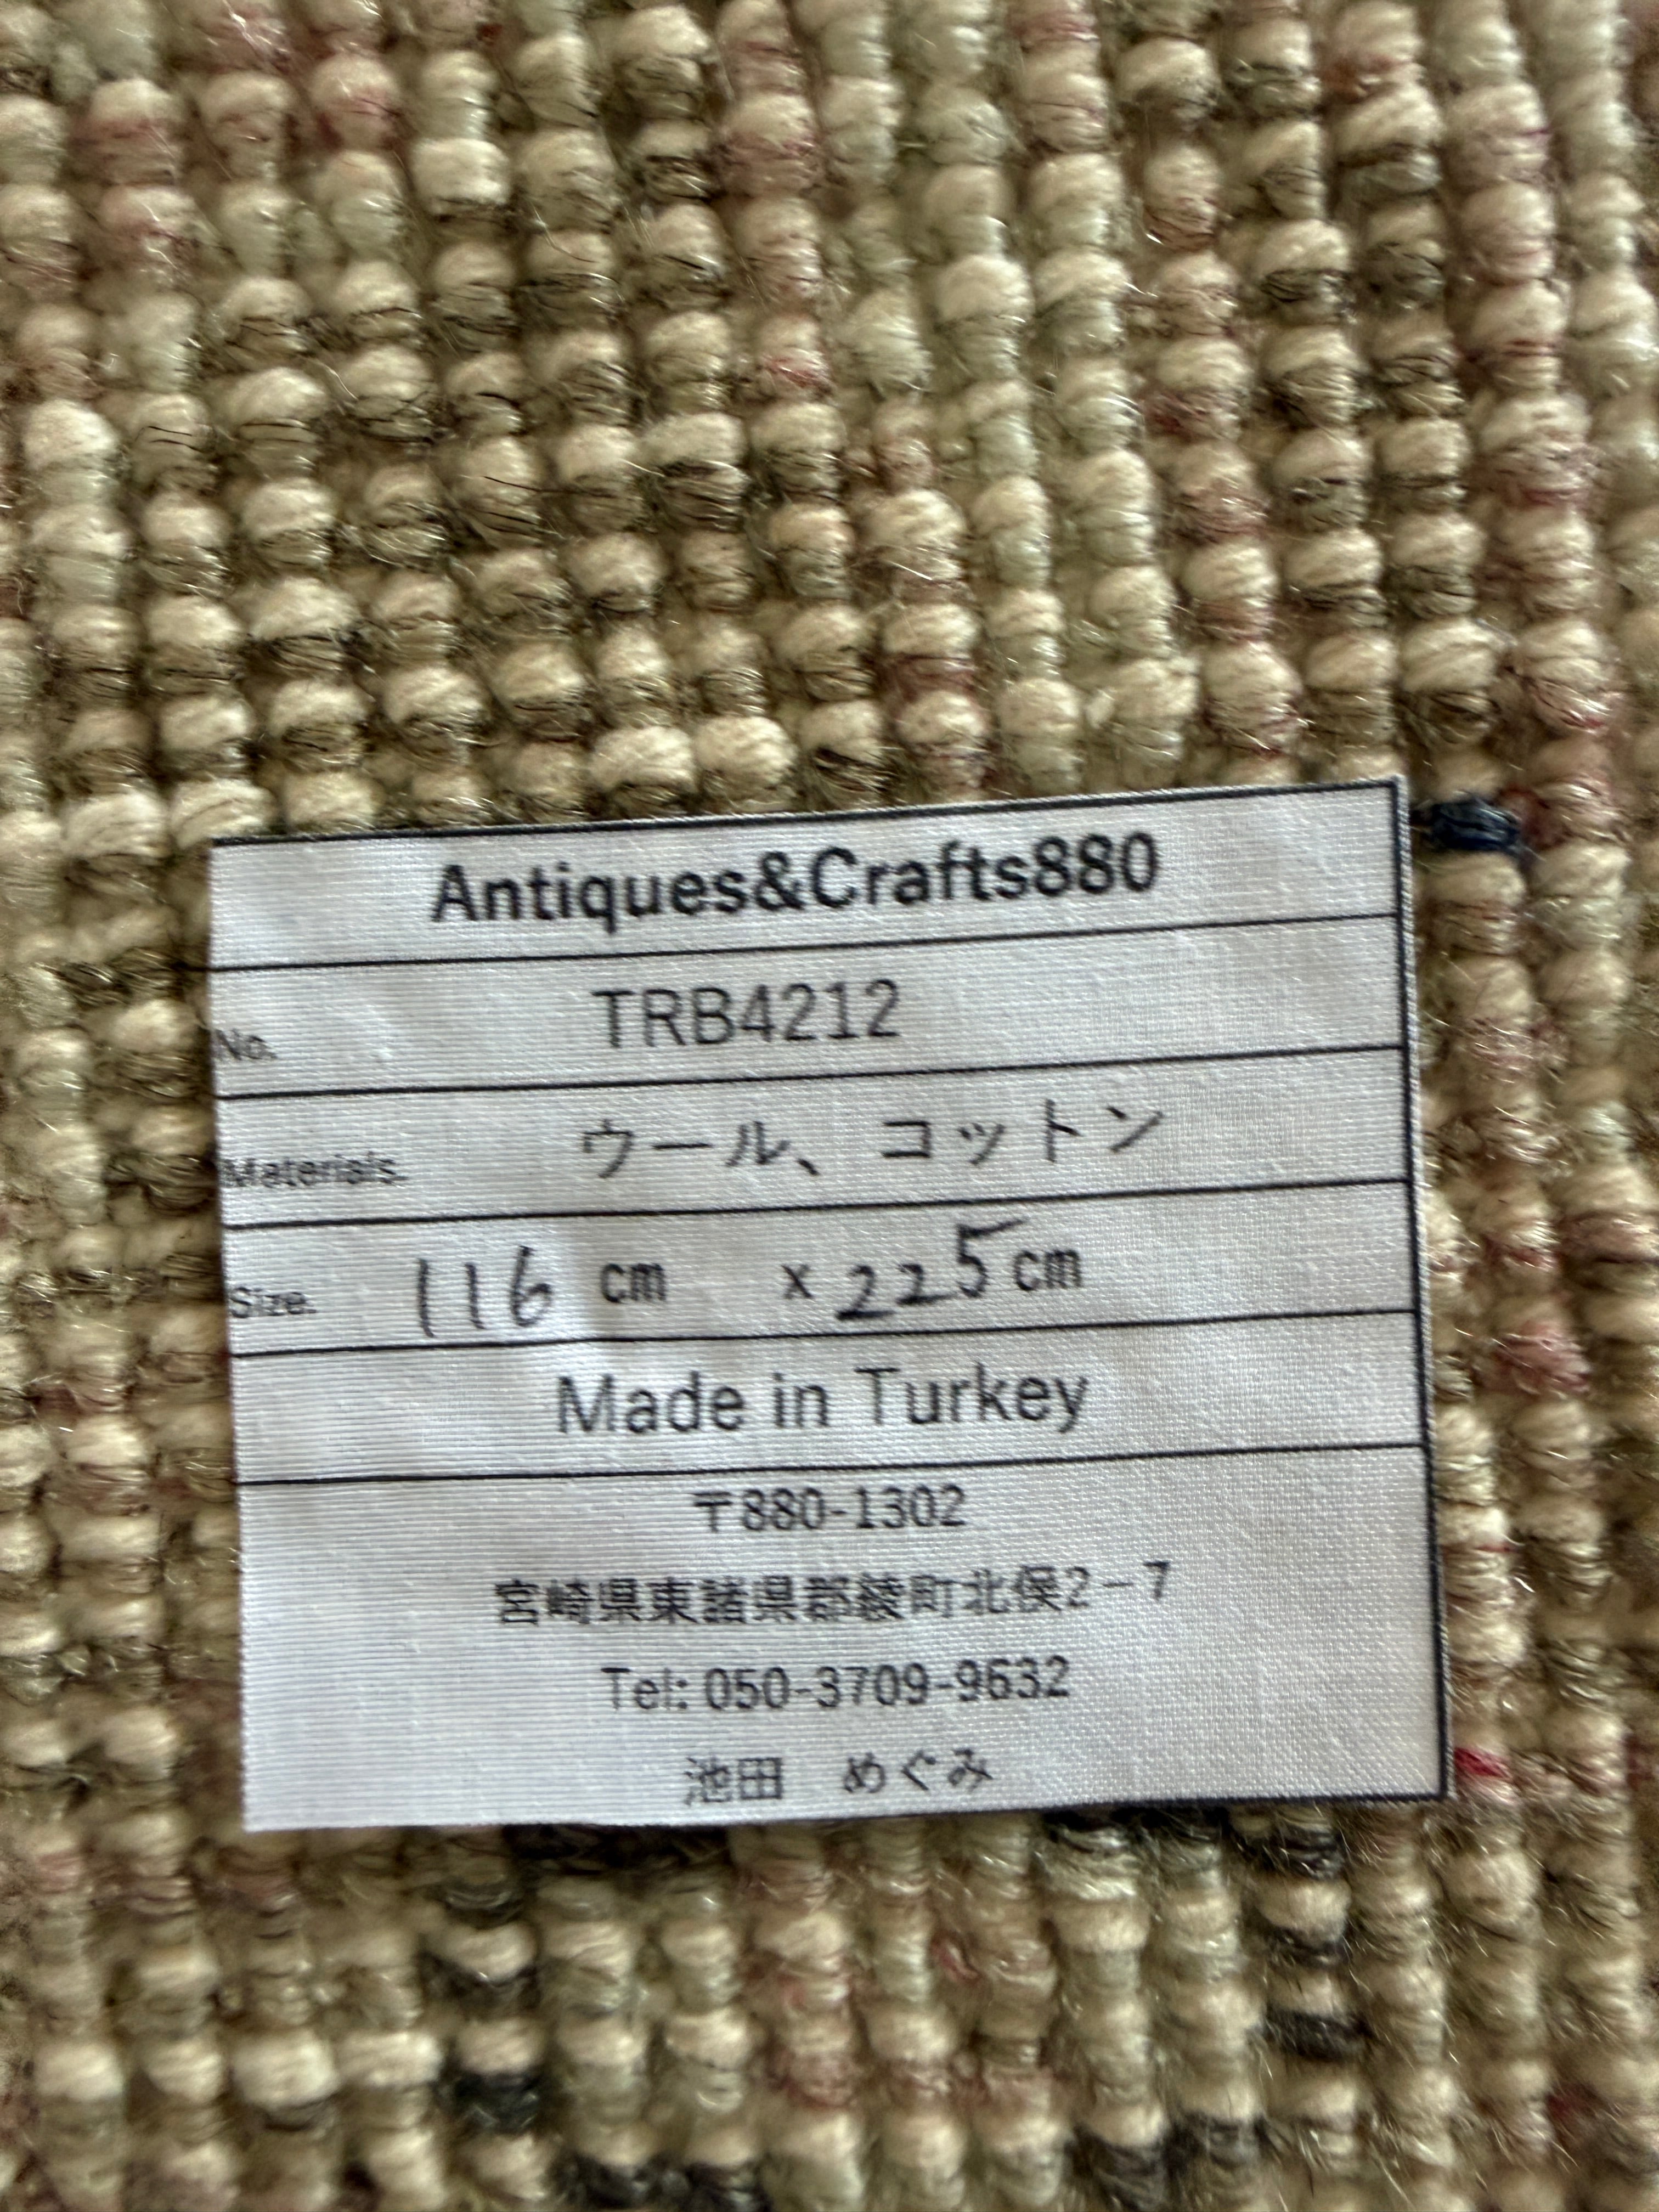 Antiques&Crafts880
No. TRB4212
Materials. ウール、コットン
Size. 116 cm x 225 cm
Made in Turkey
〒880-1302
宮崎県東諸県郡綾町北俣2－7
Tel: 050-3709-9632
池田　めぐみ